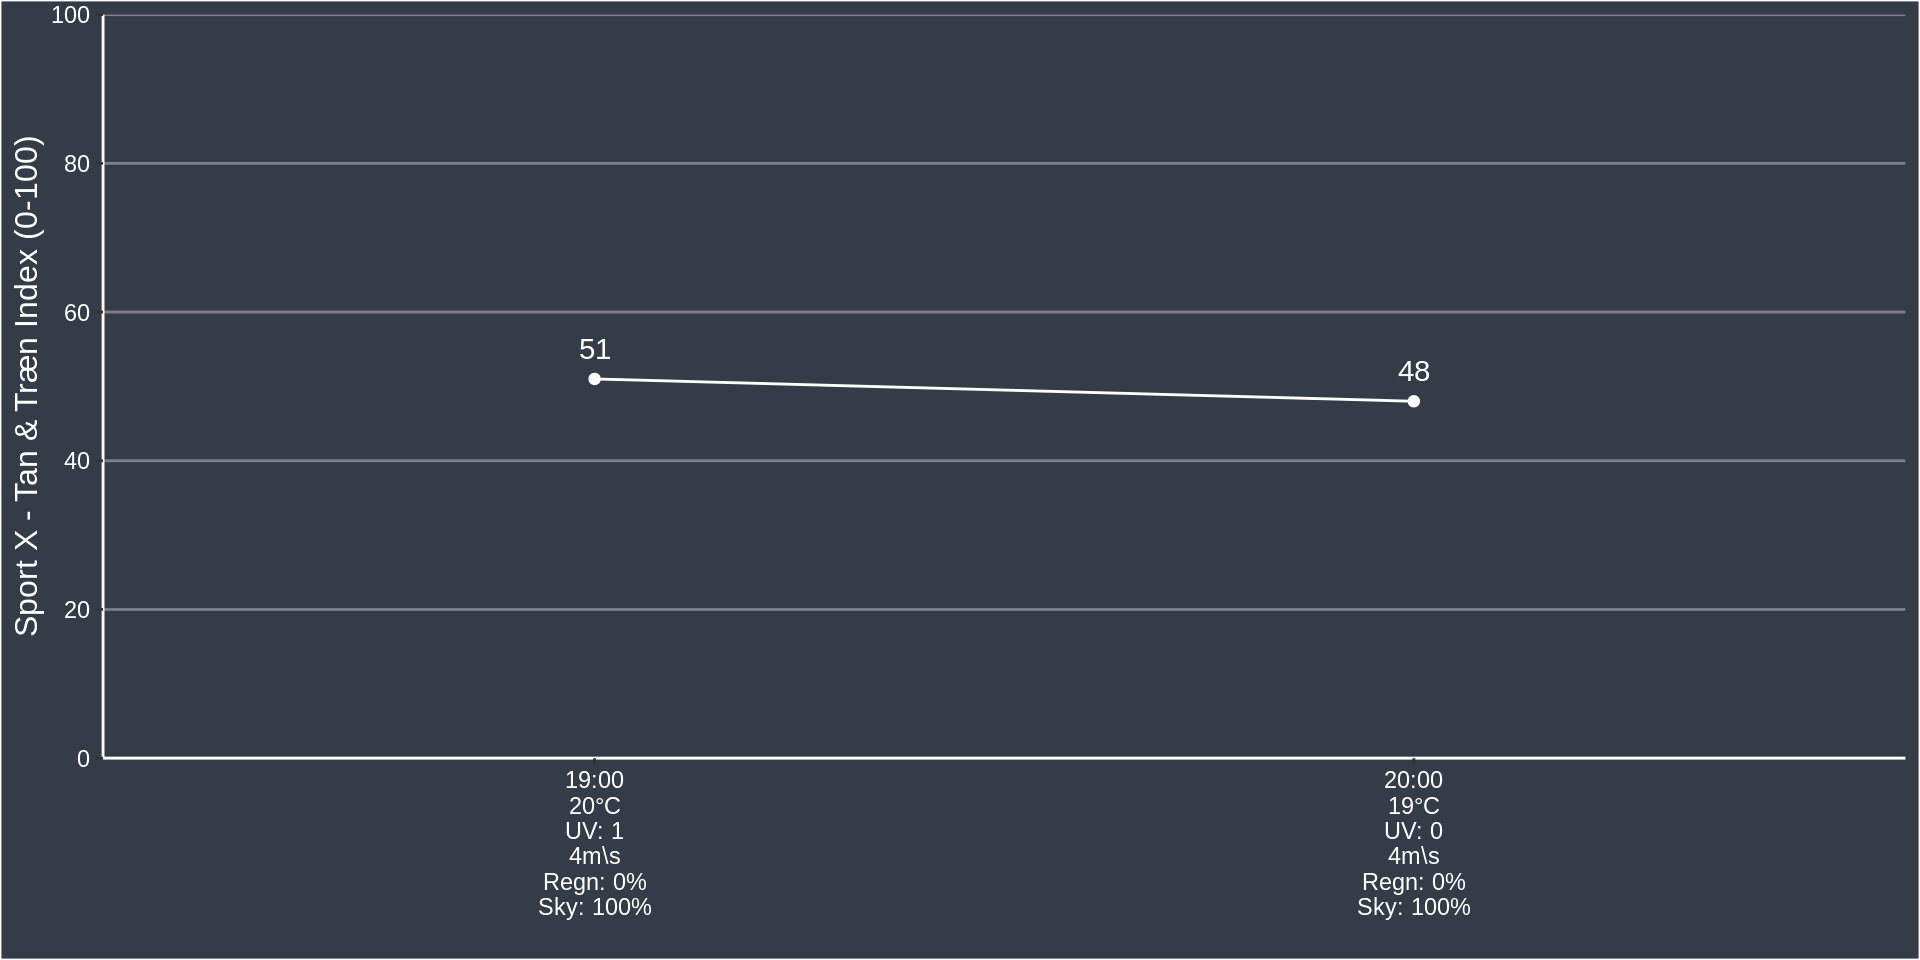 Sport X - Tan & Træn Index (0-100)
100
80
60
40
20
0
51
48
19:00
20°C
UV: 1
4m\s
Regn: 0%
Sky: 100%
20:00
19°C
UV: 0
4m\s
Regn: 0%
Sky: 100%